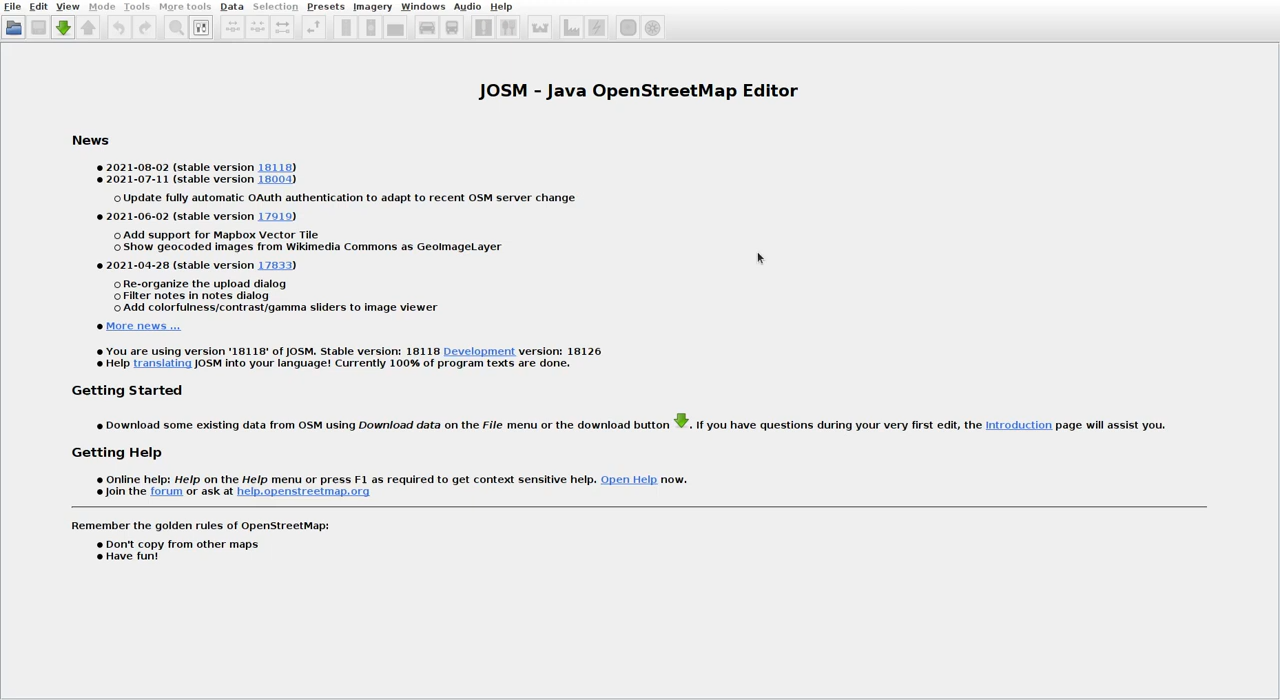 File Edit View Mode Tools More tools Data Selection Presets Imagery Windows Audio Help
JOSM – Java OpenStreetMap Editor
News
2021-08-02 (stable version 18118)
2021-07-11 (stable version 18004)
Update fully automatic OAuth authentication to adapt to recent OSM server change
2021-06-02 (stable version 17919)
Add support for Mapbox Vector Tile
Show geocoded images from Wikimedia Commons as GeoImageLayer
2021-04-28 (stable version 17833)
Re-organize the upload dialog
Filter notes in notes dialog
Add colorfulness/contrast/gamma sliders to image viewer
More news ...
You are using version '18118' of JOSM. Stable version: 18118 Development version: 18126
Help translating JOSM into your language! Currently 100% of program texts are done.
Getting Started
Download some existing data from OSM using Download data on the File menu or the download button . If you have questions during your very first edit, the Introduction page will assist you.
Getting Help
Online help: Help on the Help menu or press F1 as required to get context sensitive help. Open Help now.
Join the forum or ask at help.openstreetmap.org
Remember the golden rules of OpenStreetMap:
Don't copy from other maps
Have fun!